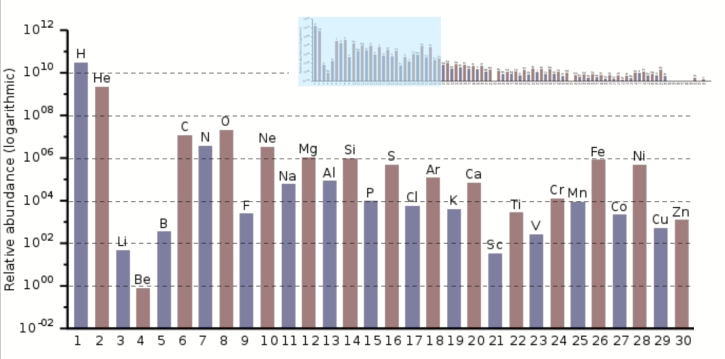 Relative abundance (logarithmic)
10^12
10^10
10^08
10^06
10^04
10^02
10^00
10^-02
H
He
Li
Be
B
C
N
O
F
Ne
Na
Mg
Al
Si
P
S
Cl
Ar
K
Ca
Sc
Ti
V
Cr
Mn
Fe
Co
Ni
Cu
Zn
1 2 3 4 5 6 7 8 9 10 11 12 13 14 15 16 17 18 19 20 21 22 23 24 25 26 27 28 29 30